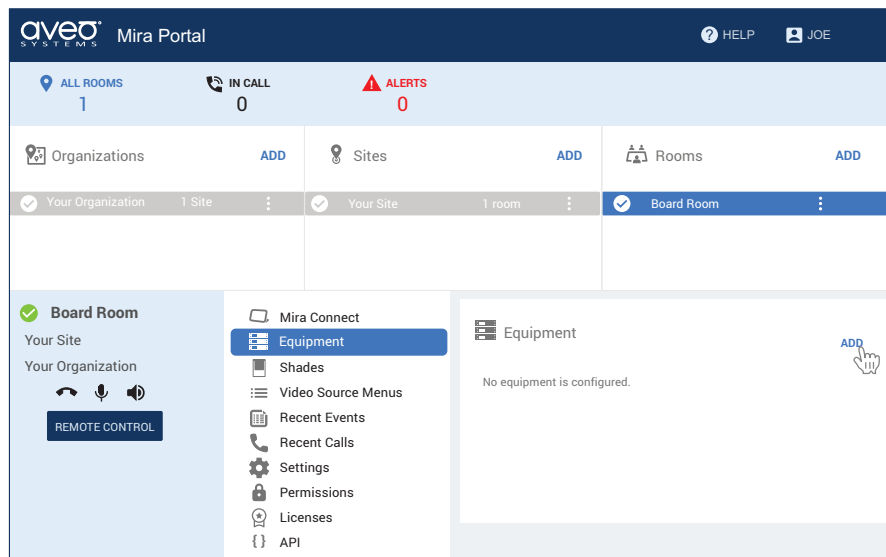 aveo Mira Portal HELP JOE
SYSTEMS
ALL ROOMS IN CALL ALERTS
1 0 0
Organizations ADD Sites ADD Rooms ADD
Your Organization 1 Site Your Site 1 room Board Room
Board Room
Your Site
Your Organization
REMOTE CONTROL
Mira Connect
Equipment
Shades
Video Source Menus
Recent Events
Recent Calls
Settings
Permissions
Licenses
{ } API
Equipment ADD
No equipment is configured.